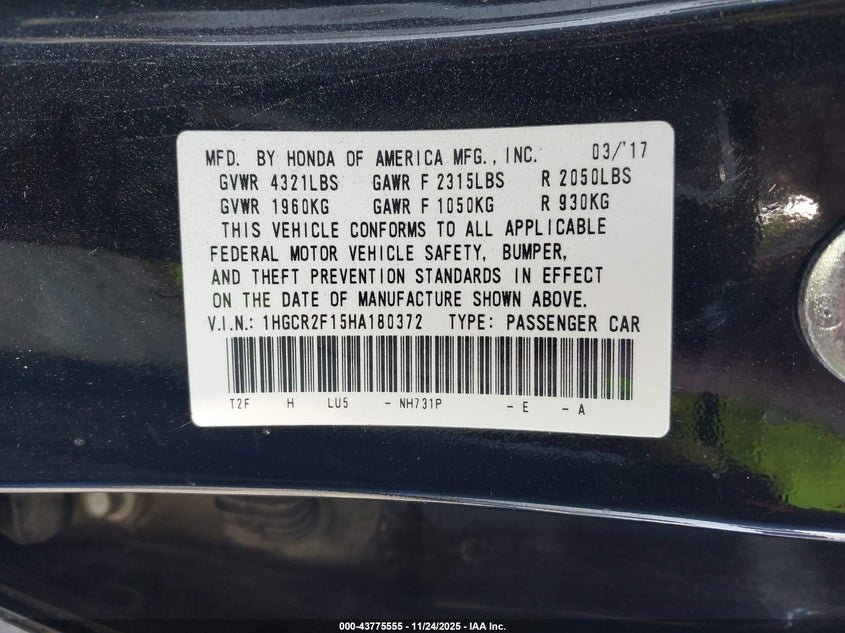 MFD. BY HONDA OF AMERICA MFG., INC. 03/'17
GVWR 4321LBS GAWR F 2315LBS R 2050LBS
GVWR 1960KG GAWR F 1050KG R 930KG
THIS VEHICLE CONFORMS TO ALL APPLICABLE
FEDERAL MOTOR VEHICLE SAFETY, BUMPER,
AND THEFT PREVENTION STANDARDS IN EFFECT
ON THE DATE OF MANUFACTURE SHOWN ABOVE.
V.I.N.: 1HGCR2F15HA180372 TYPE: PASSENGER CAR
T2F H LU5 - NH731P - E - A
000-43775555 - 11/24/2025 - IAA Inc.